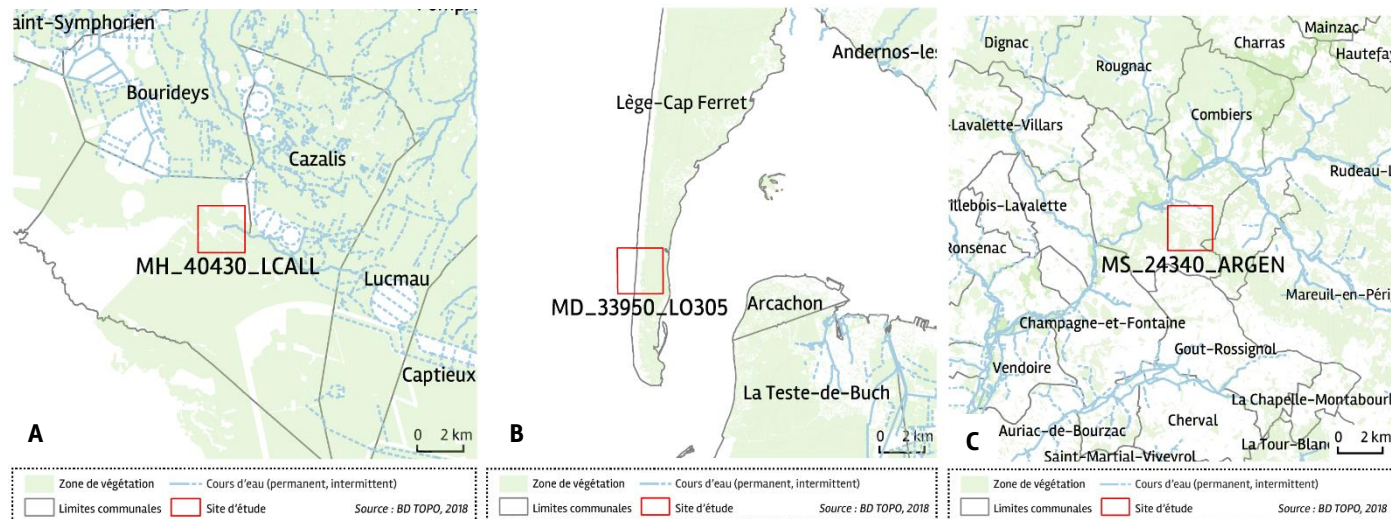 aint-Symphorien
Bourideys
Cazalis
MH_40430_LCALL
Lucmau
Captieux
A
0 2 km
Zone de végétation Cours d'eau (permanent, intermittent)
Limites communales Site d'étude Source : BD TOPO, 2018
Andernos-les
Lège-Cap Ferret
MD_33950_LO305
Arcachon
La Teste-de-Buch
B
0 2 km
Zone de végétation Cours d'eau (permanent, intermittent)
Limites communales Site d'étude Source : BD TOPO, 2018
Mainzac
Dignac
Charras
Hautefay
Rougnac
Combiers
-Lavalette-Villars
Rudeau-L
illebois-Lavalette
Ronsenac
MS_24340_ARGEN
Mareuil-en-Péri
Champagne-et-Fontaine
Gout-Rossignol
Vendoire
La Chapelle-Montabourl
Cherval
Auriac-de-Bourzac
La Tour-Blan
Saint-Martial-Viveyrol
C
0 2 km
Zone de végétation Cours d'eau (permanent, intermittent)
Limites communales Site d'étude Source : BD TOPO, 2018